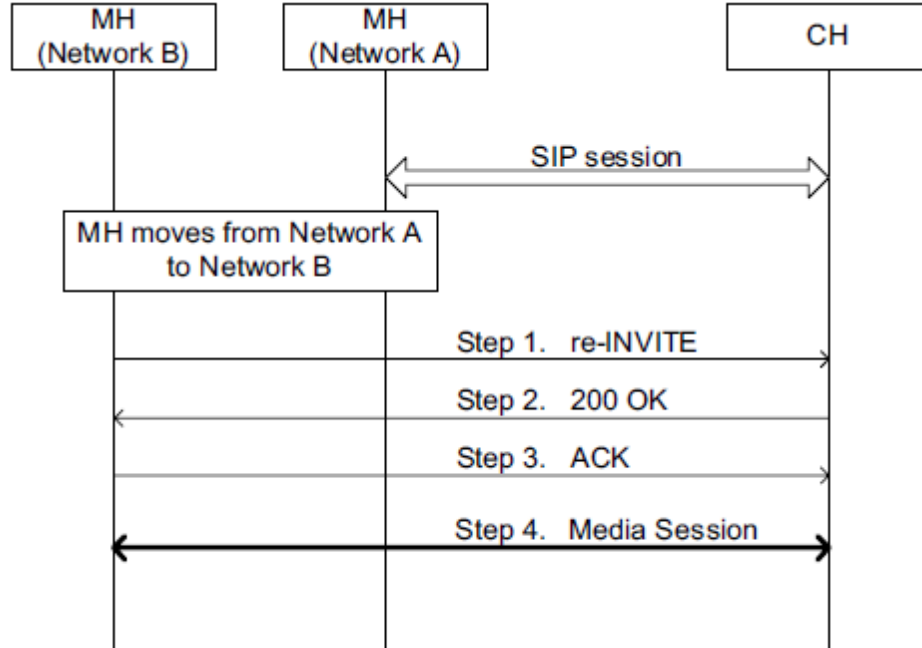 MH
(Network B)
MH
(Network A)
CH
SIP session
MH moves from Network A
to Network B
Step 1. re-INVITE
Step 2. 200 OK
Step 3. ACK
Step 4. Media Session